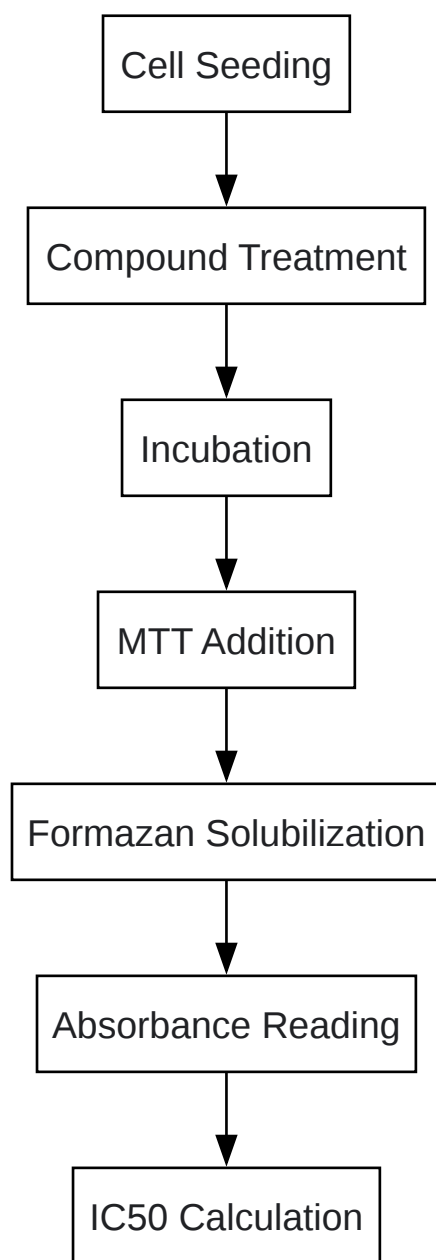 Cell Seeding
Compound Treatment
Incubation
MTT Addition
Formazan Solubilization
Absorbance Reading
IC50 Calculation